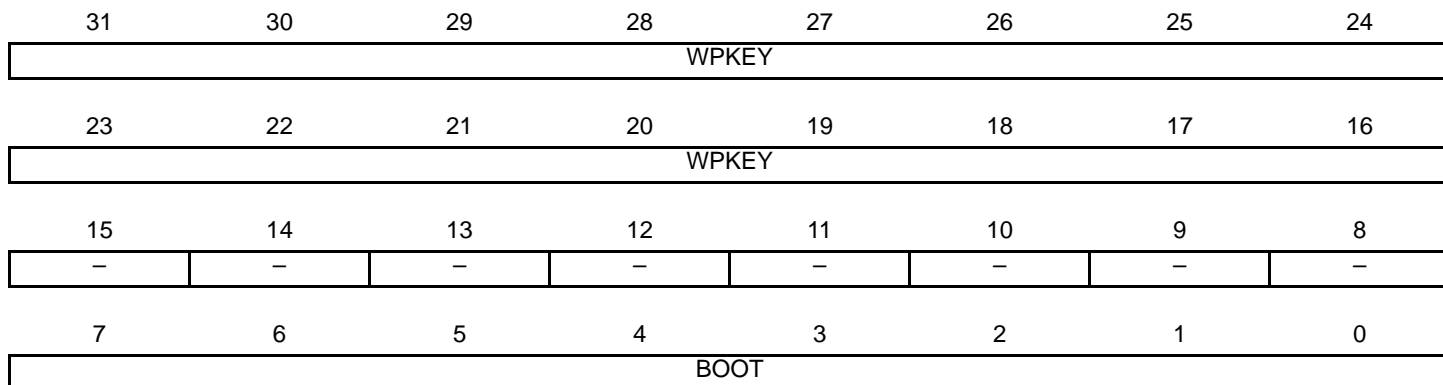 31 30 29 28 27 26 25 24
WPKEY
23 22 21 20 19 18 17 16
WPKEY
15 14 13 12 11 10 9 8
– – – – – – – –
7 6 5 4 3 2 1 0
BOOT